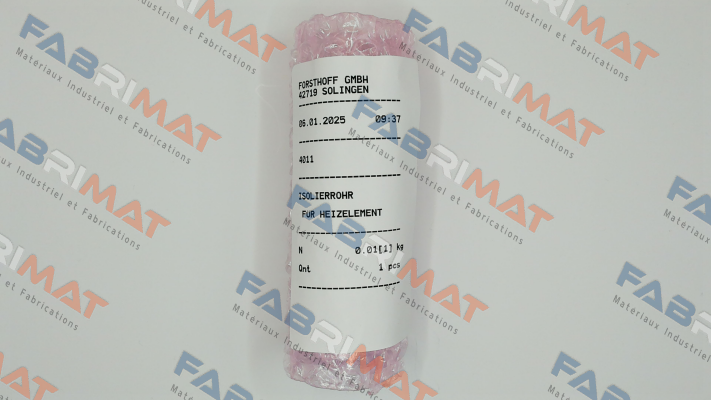 FORSTHOFF GMBH
42719 SOLINGEN
06.01.2025 09:37
4011
ISOLIERROHR
FUR HEIZELEMENT
N 0.01[1] kg
Qnt 1 pcs
FABRIMAT
Matériaux Industriel et Fabrications